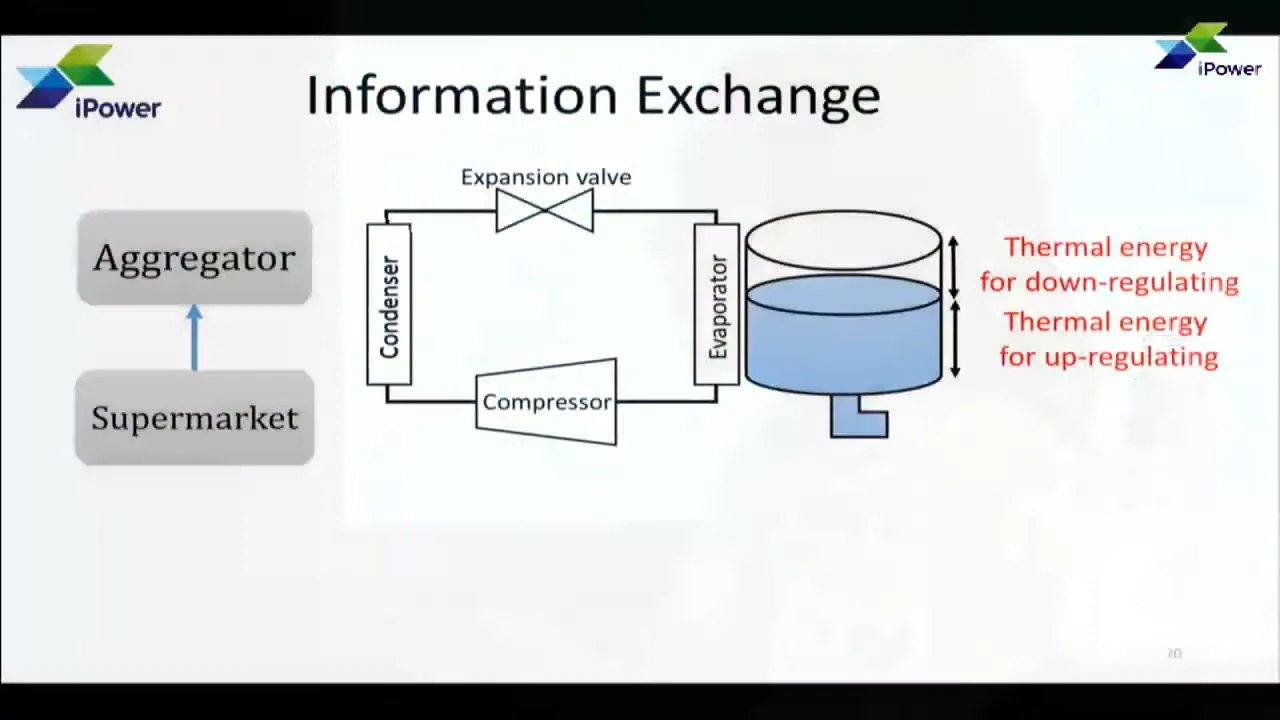 iPower
iPower
Information Exchange
Expansion valve
Aggregator
Condenser
Evaporator
Thermal energy
for down-regulating
Thermal energy
for up-regulating
Compressor
Supermarket